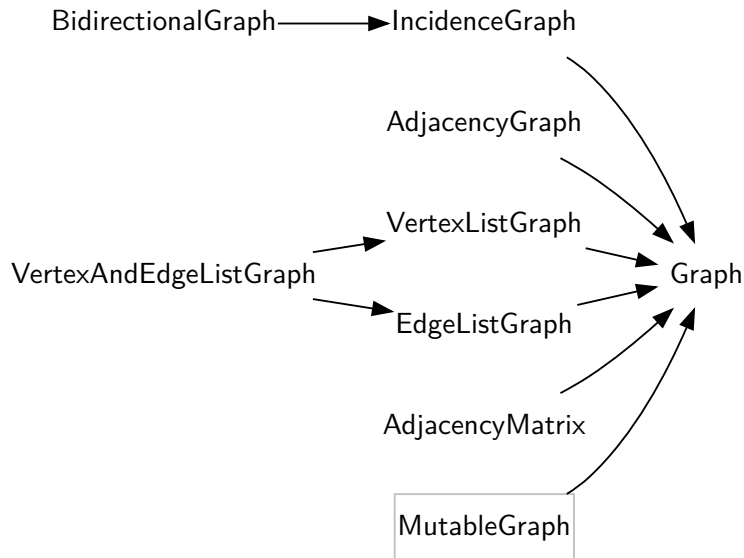 BidirectionalGraph
IncidenceGraph
AdjacencyGraph
VertexListGraph
VertexAndEdgeListGraph
Graph
EdgeListGraph
AdjacencyMatrix
MutableGraph